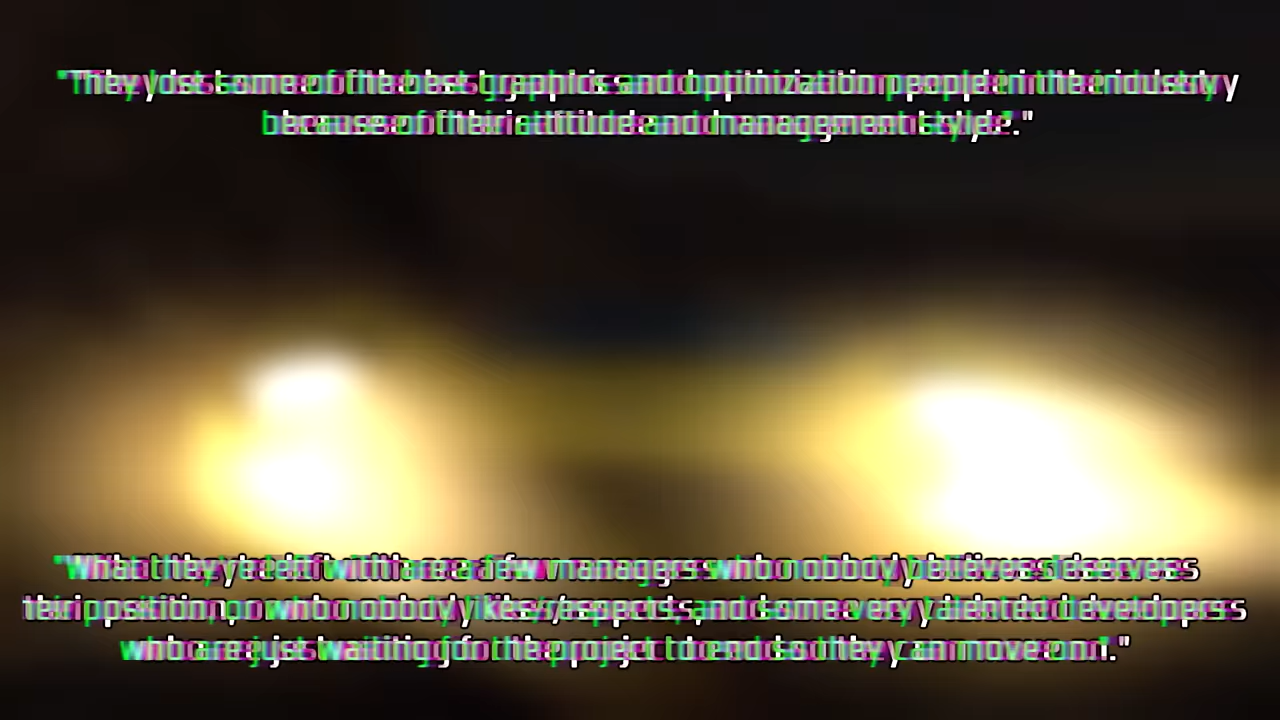 "They lost some of the best graphics and optimization people in the industry
because of their attitude and management style."
"What they're left with are a few managers who nobody believes deserves
their position, or who nobody likes/respects, and some very talented developers
who are just waiting for the project to end so they can move on."